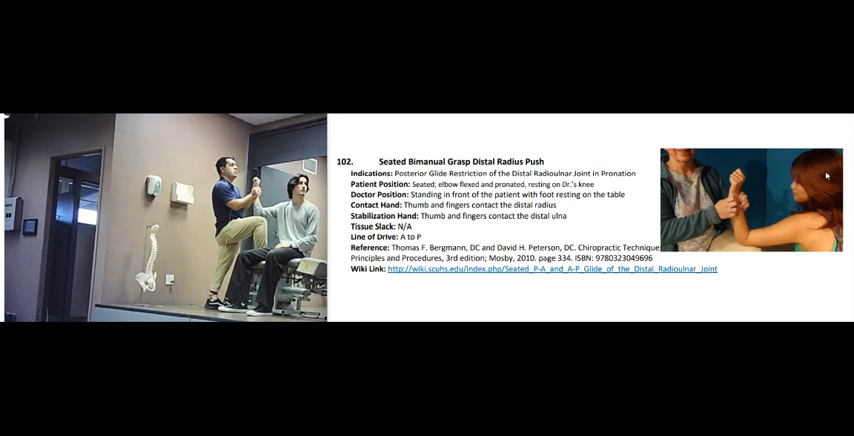 102. Seated Bimanual Grasp Distal Radius Push
Indications: Posterior Glide Restriction of the Distal Radioulnar Joint in Pronation
Patient Position: Seated; elbow flexed and pronated, resting on Dr.'s knee
Doctor Position: Standing in front of the patient with foot resting on the table
Contact Hand: Thumb and fingers contact the distal radius
Stabilization Hand: Thumb and fingers contact the distal ulna
Tissue Slack: N/A
Line of Drive: A to P
Reference: Thomas F. Bergmann, DC and David H. Peterson, DC. Chiropractic Technique
Principles and Procedures, 3rd edition; Mosby, 2010. page 334. ISBN: 9780323049696
Wiki Link: http://wiki.scuhs.edu/index.php/Seated_P-A_and_A-P_Glide_of_the_Distal_Radioulnar_Joint